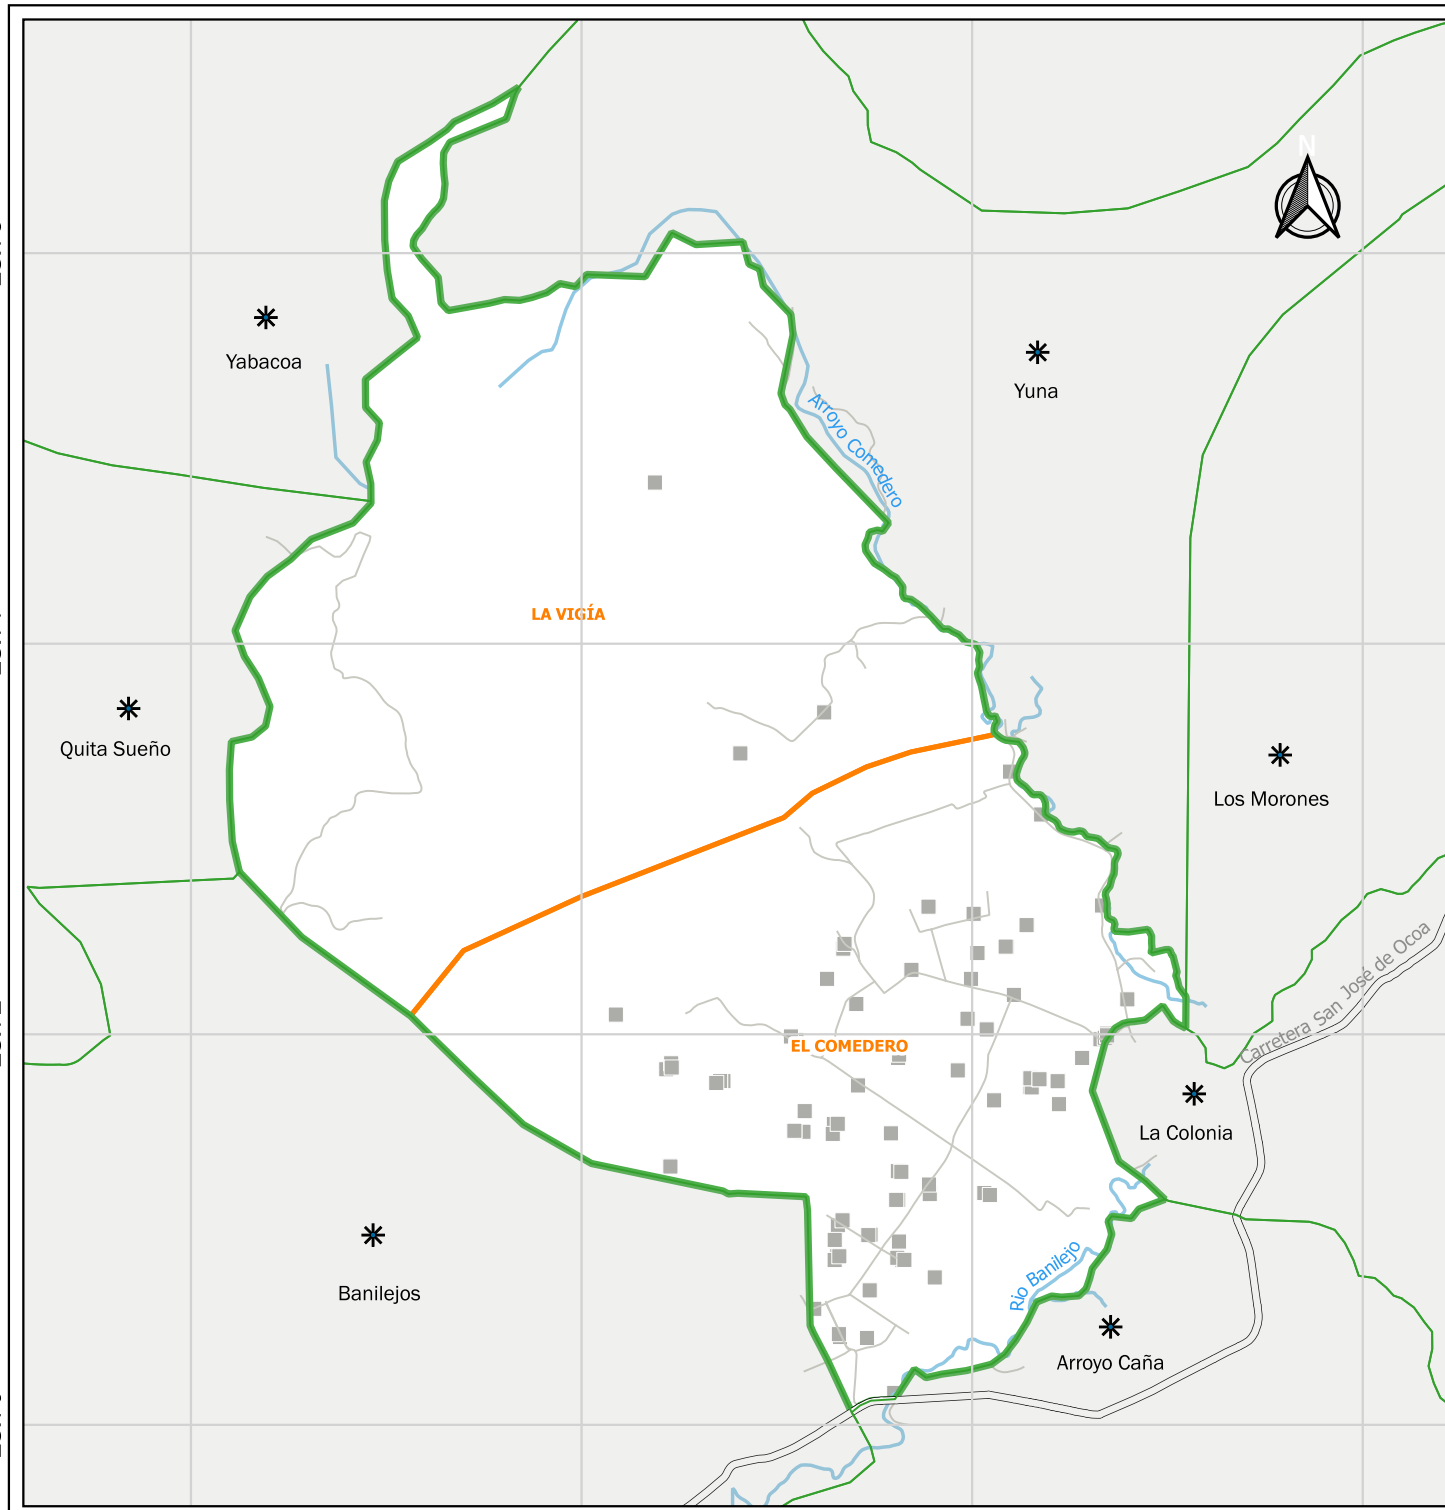 N
Yabacoa
Yuna
Arroyo Comedero
LA VIGÍA
Quita Sueño
Los Morones
Carretera San José de Ocoa
EL COMEDERO
La Colonia
Banilejos
Rio Banilejo
Arroyo Caña